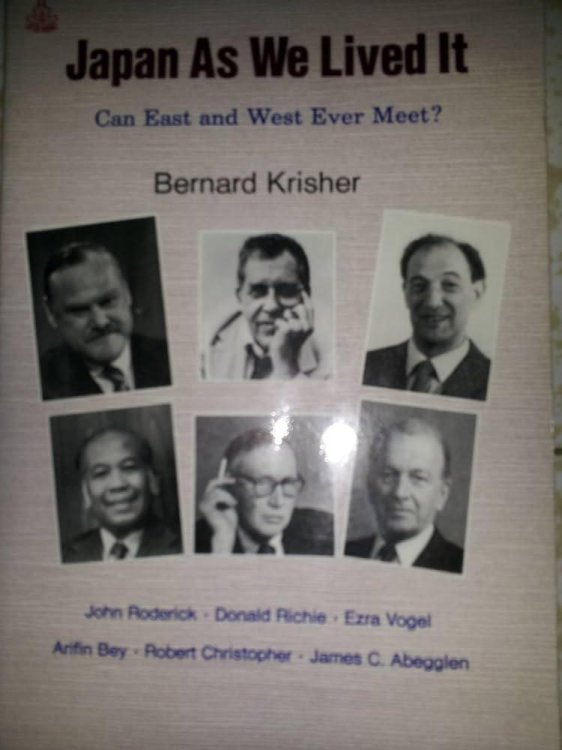 Japan As We Lived It
Can East and West Ever Meet?
Bernard Krisher
John Roderick · Donald Richie · Ezra Vogel
Arifin Bey · Robert Christopher · James C. Abegglen